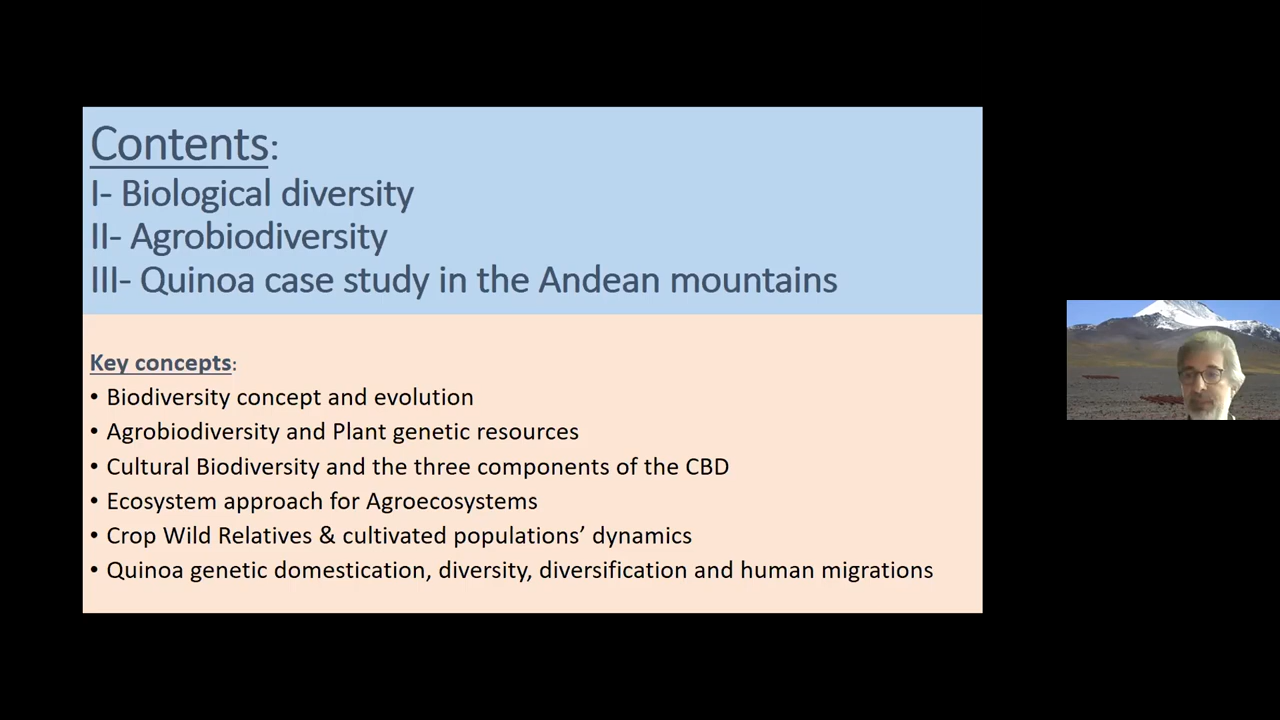 Contents:
I- Biological diversity
II- Agrobiodiversity
III- Quinoa case study in the Andean mountains
Key concepts:
• Biodiversity concept and evolution
• Agrobiodiversity and Plant genetic resources
• Cultural Biodiversity and the three components of the CBD
• Ecosystem approach for Agroecosystems
• Crop Wild Relatives & cultivated populations’ dynamics
• Quinoa genetic domestication, diversity, diversification and human migrations